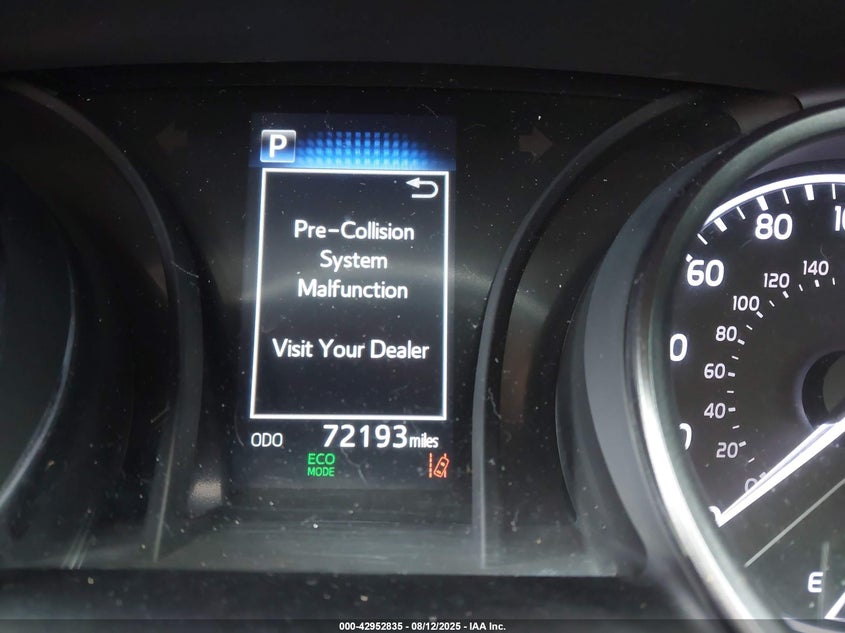 P
Pre-Collision
System
Malfunction
Visit Your Dealer
ODO 72193 miles
ECO
MODE
80
60
140
120
100
80
60
40
20
E
000-42952835 - 08/12/2025 - IAA Inc.